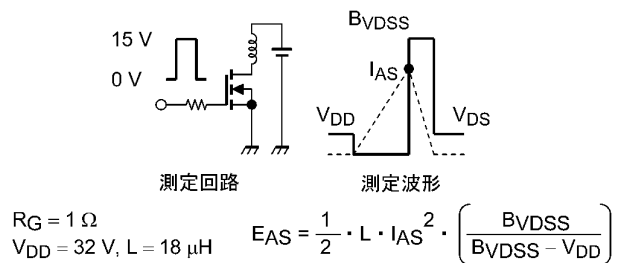 15 V
0 V
BVDSS
IAS
VDD
VDS
測定回路
測定波形
RG = 1 Ω
VDD = 32 V, L = 18 μH
EAS = 1/2 · L · IAS² · (BVDSS / (BVDSS − VDD))